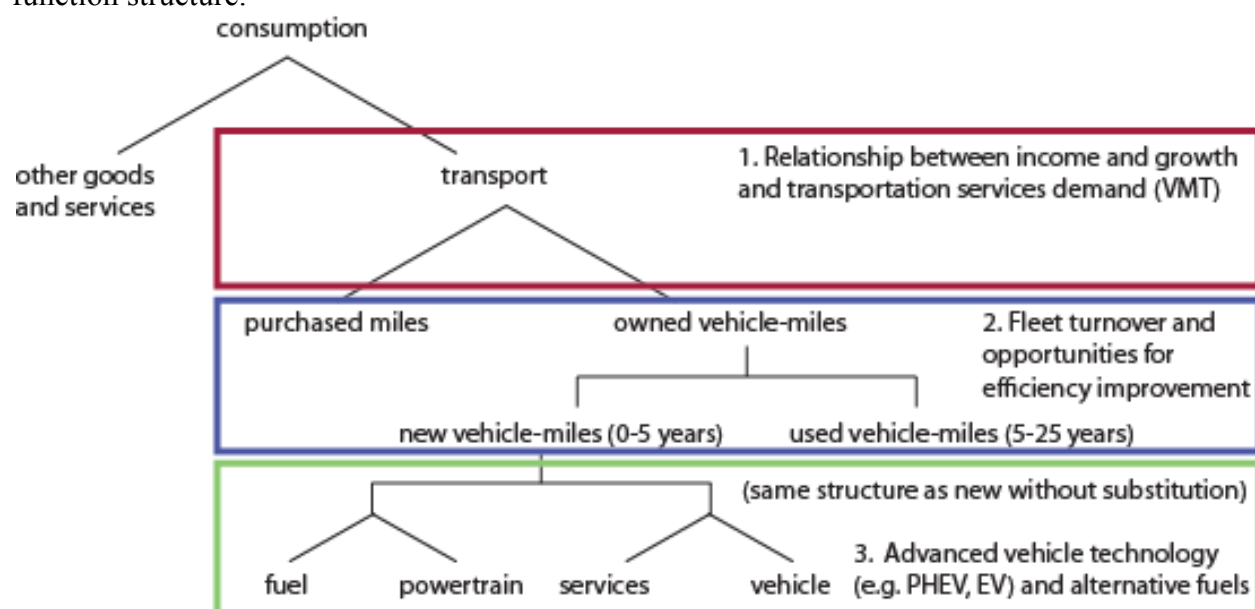 function structure.
consumption
other goods
and services
transport
1. Relationship between income and growth
and transportation services demand (VMT)
purchased miles
owned vehicle-miles
2. Fleet turnover and
opportunities for
efficiency improvement
new vehicle-miles (0-5 years)
used vehicle-miles (5-25 years)
(same structure as new without substitution)
fuel
powertrain
services
vehicle
3. Advanced vehicle technology
(e.g. PHEV, EV) and alternative fuels